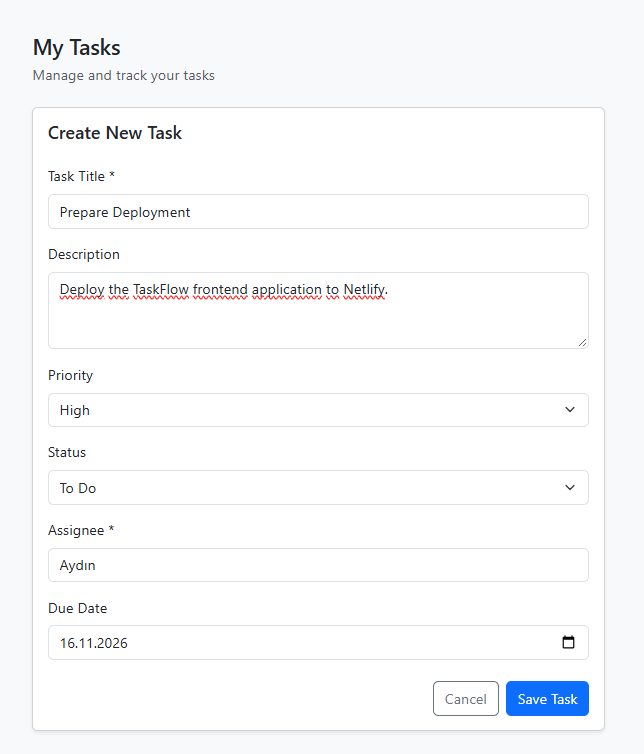 My Tasks
Manage and track your tasks
Create New Task
Task Title *
Prepare Deployment
Description
Deploy the TaskFlow frontend application to Netlify.
Priority
High
Status
To Do
Assignee *
Aydın
Due Date
16.11.2026
Cancel
Save Task